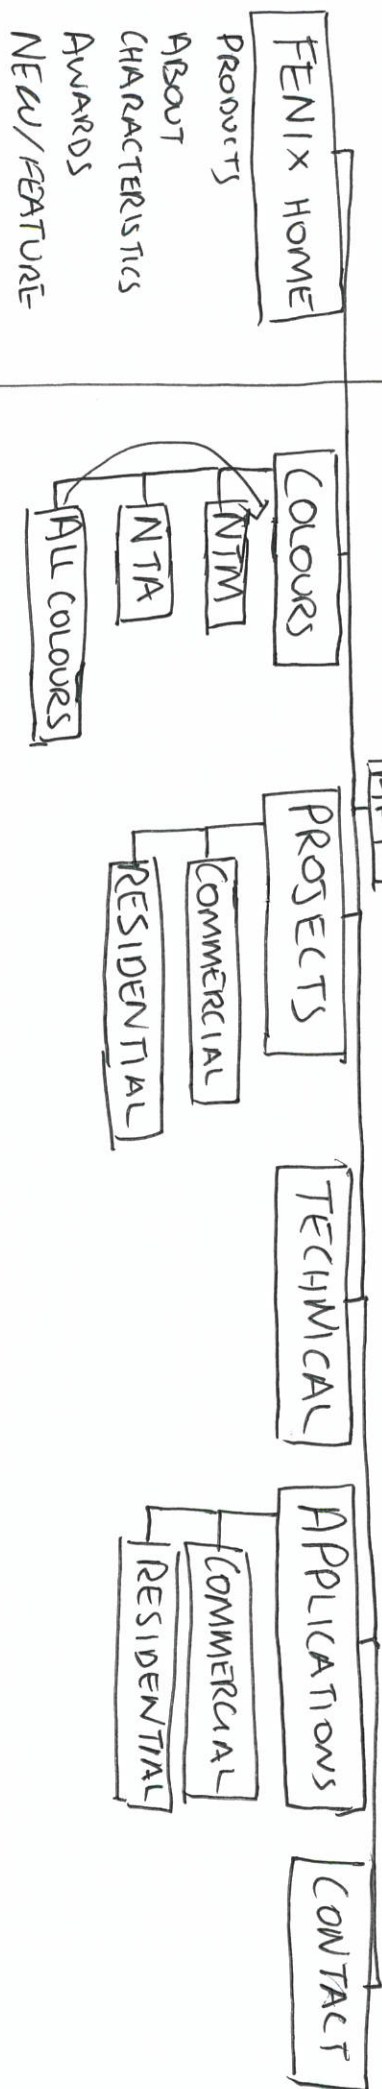 FENIX HOME
PRODUCTS
ABOUT
CHARACTERISTICS
AWARDS
NEW/FEATURE
COLOURS
NTM
NTA
ALL COLOURS
PROJECTS
COMMERCIAL
RESIDENTIAL
TECHNICAL
APPLICATIONS
COMMERCIAL
RESIDENTIAL
CONTACT